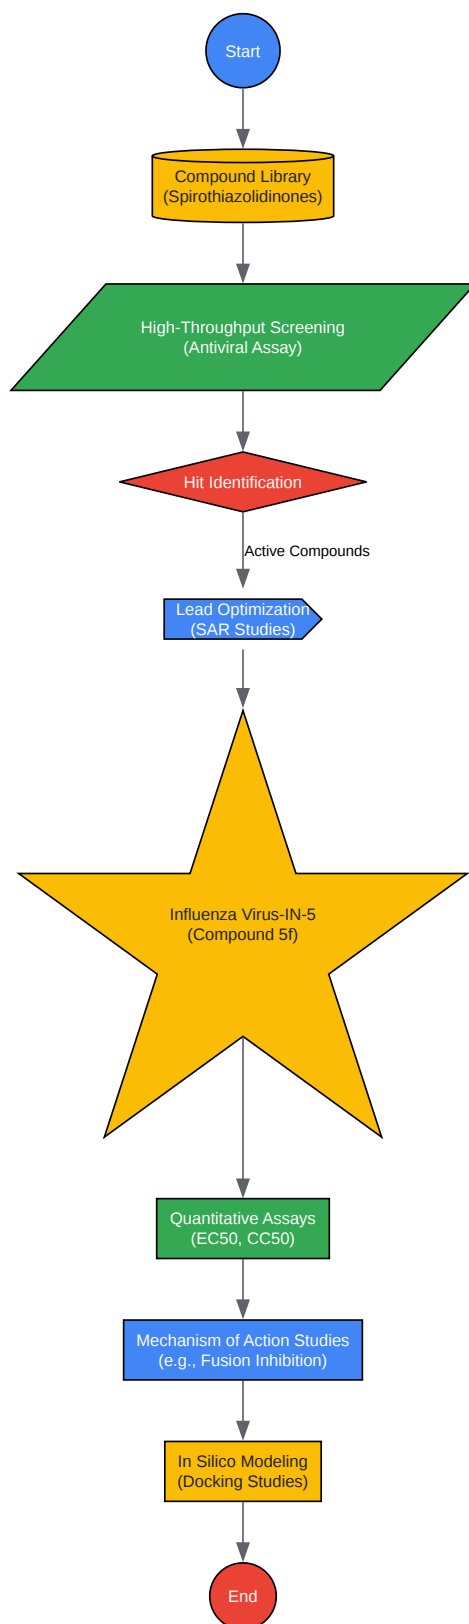 Start
Compound Library
(Spirothiazolidinones)
High-Throughput Screening
(Antiviral Assay)
Hit Identification
Active Compounds
Lead Optimization
(SAR Studies)
Influenza Virus-IN-5
(Compound 5f)
Quantitative Assays
(EC50, CC50)
Mechanism of Action Studies
(e.g., Fusion Inhibition)
In Silico Modeling
(Docking Studies)
End